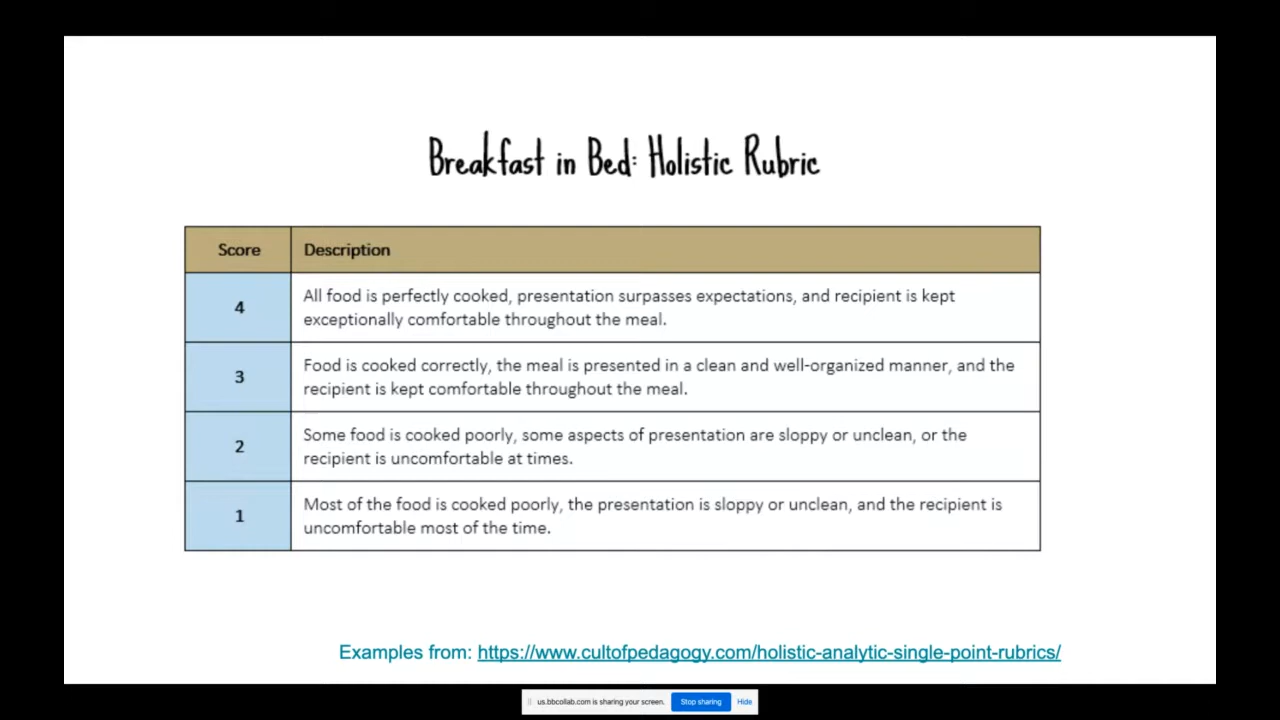 Breakfast in Bed: Holistic Rubric
Score Description
4 All food is perfectly cooked, presentation surpasses expectations, and recipient is kept
exceptionally comfortable throughout the meal.
3 Food is cooked correctly, the meal is presented in a clean and well-organized manner, and the
recipient is kept comfortable throughout the meal.
2 Some food is cooked poorly, some aspects of presentation are sloppy or unclean, or the
recipient is uncomfortable at times.
1 Most of the food is cooked poorly, the presentation is sloppy or unclean, and the recipient is
uncomfortable most of the time.
Examples from: https://www.cultofpedagogy.com/holistic-analytic-single-point-rubrics/
us.bbcollab.com is sharing your screen. Stop sharing Hide